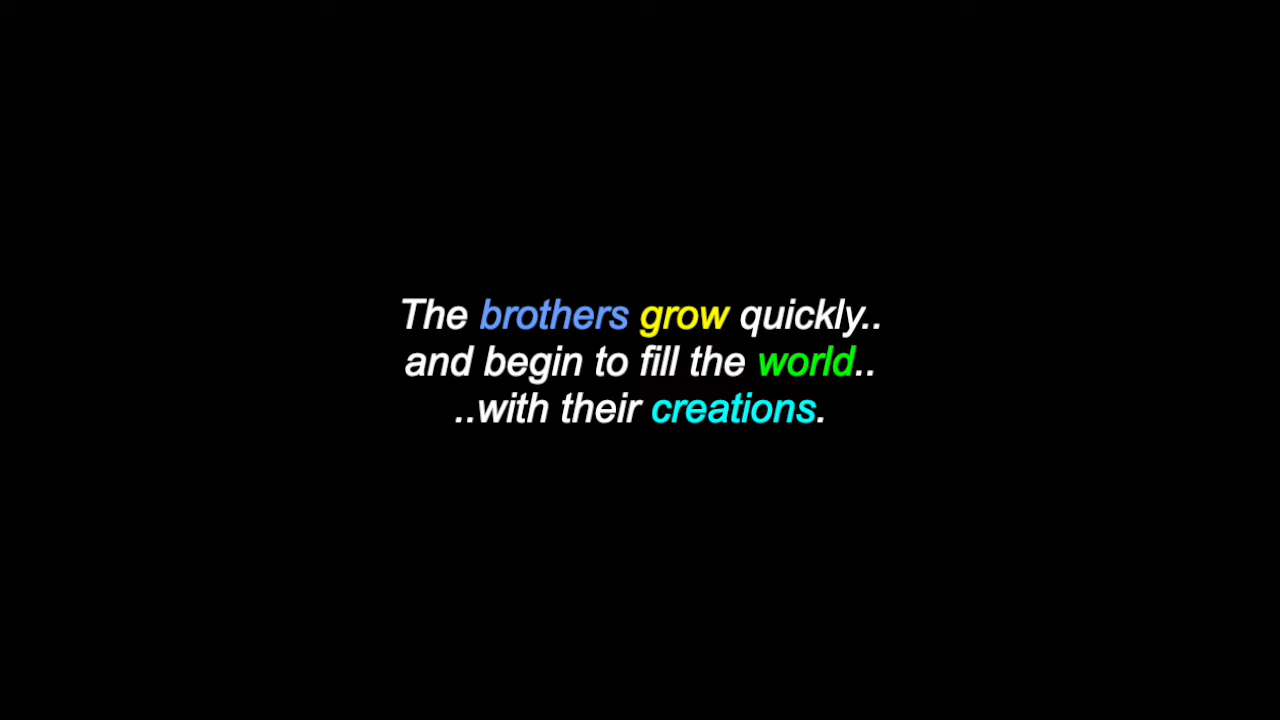 The brothers grow quickly..
and begin to fill the world..
..with their creations.